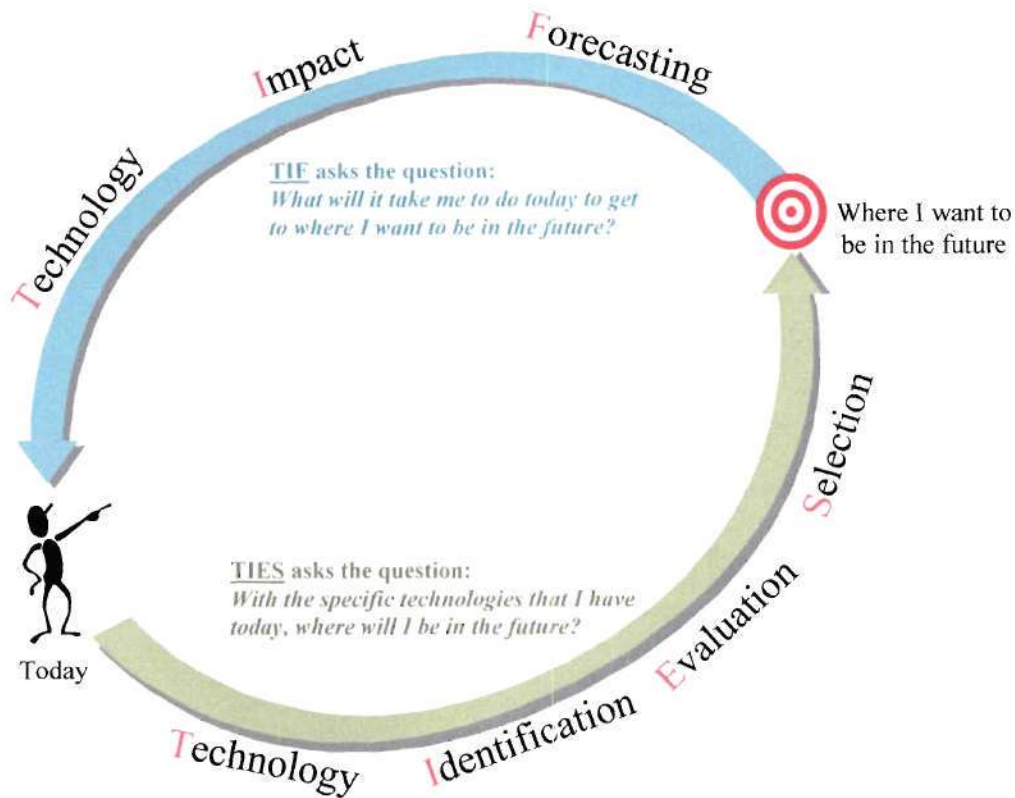 Technology Impact Forecasting
TIF asks the question:
What will it take me to do today to get
to where I want to be in the future?
Where I want to
be in the future
TIES asks the question:
With the specific technologies that I have
today, where will I be in the future?
Today
Technology Identification Evaluation Selection